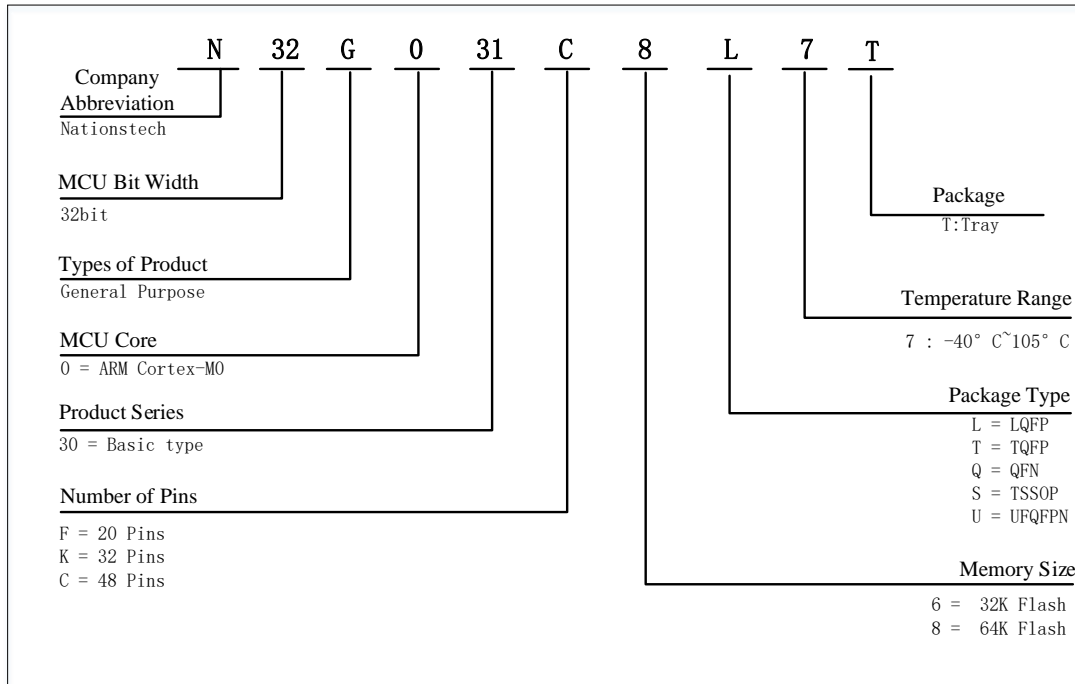 N 32 G 0 31 C 8 L 7 T
Company
Abbreviation
Nationstech
MCU Bit Width
32bit
Types of Product
General Purpose
MCU Core
0 = ARM Cortex-M0
Product Series
30 = Basic type
Number of Pins
F = 20 Pins
K = 32 Pins
C = 48 Pins
Package
T:Tray
Temperature Range
7 : -40° C~105° C
Package Type
L = LQFP
T = TQFP
Q = QFN
S = TSSOP
U = UFQFPN
Memory Size
6 = 32K Flash
8 = 64K Flash